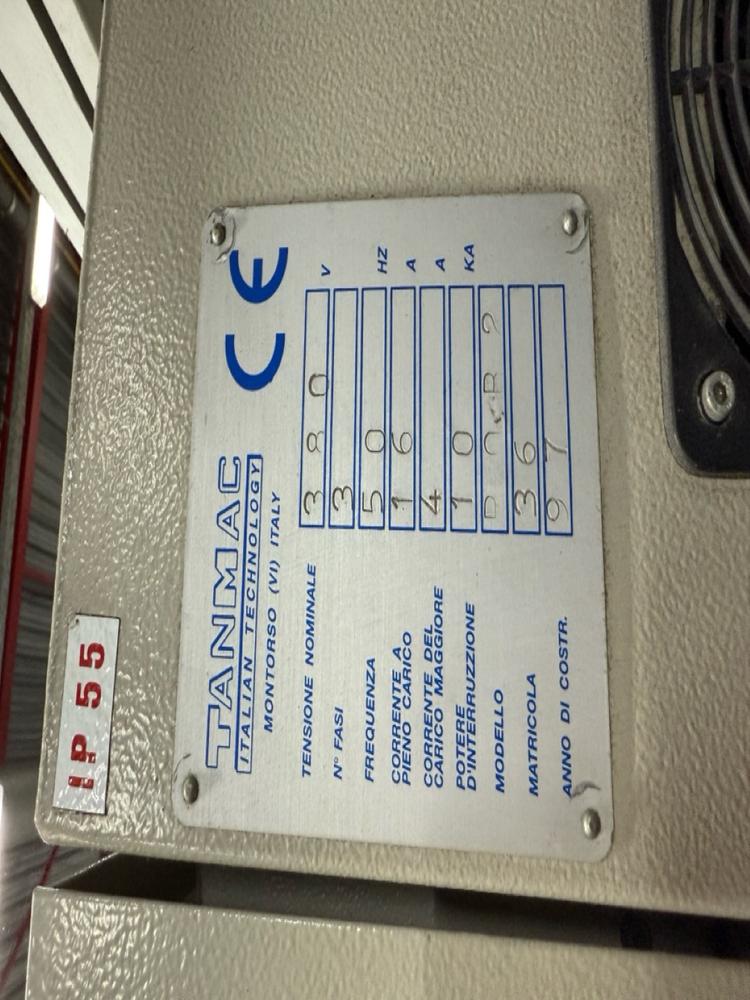 IP 55
TANMAC
ITALIAN TECHNOLOGY
MONTORSO (VI) ITALY
CE
TENSIONE NOMINALE 380 V
N° FASI 3
FREQUENZA 50 HZ
CORRENTE A
PIENO CARICO 16 A
CORRENTE DEL
CARICO MAGGIORE 4 A
POTERE
D'INTERRUZZIONE 10 KA
MODELLO
MATRICOLA 36
ANNO DI COSTR. 97